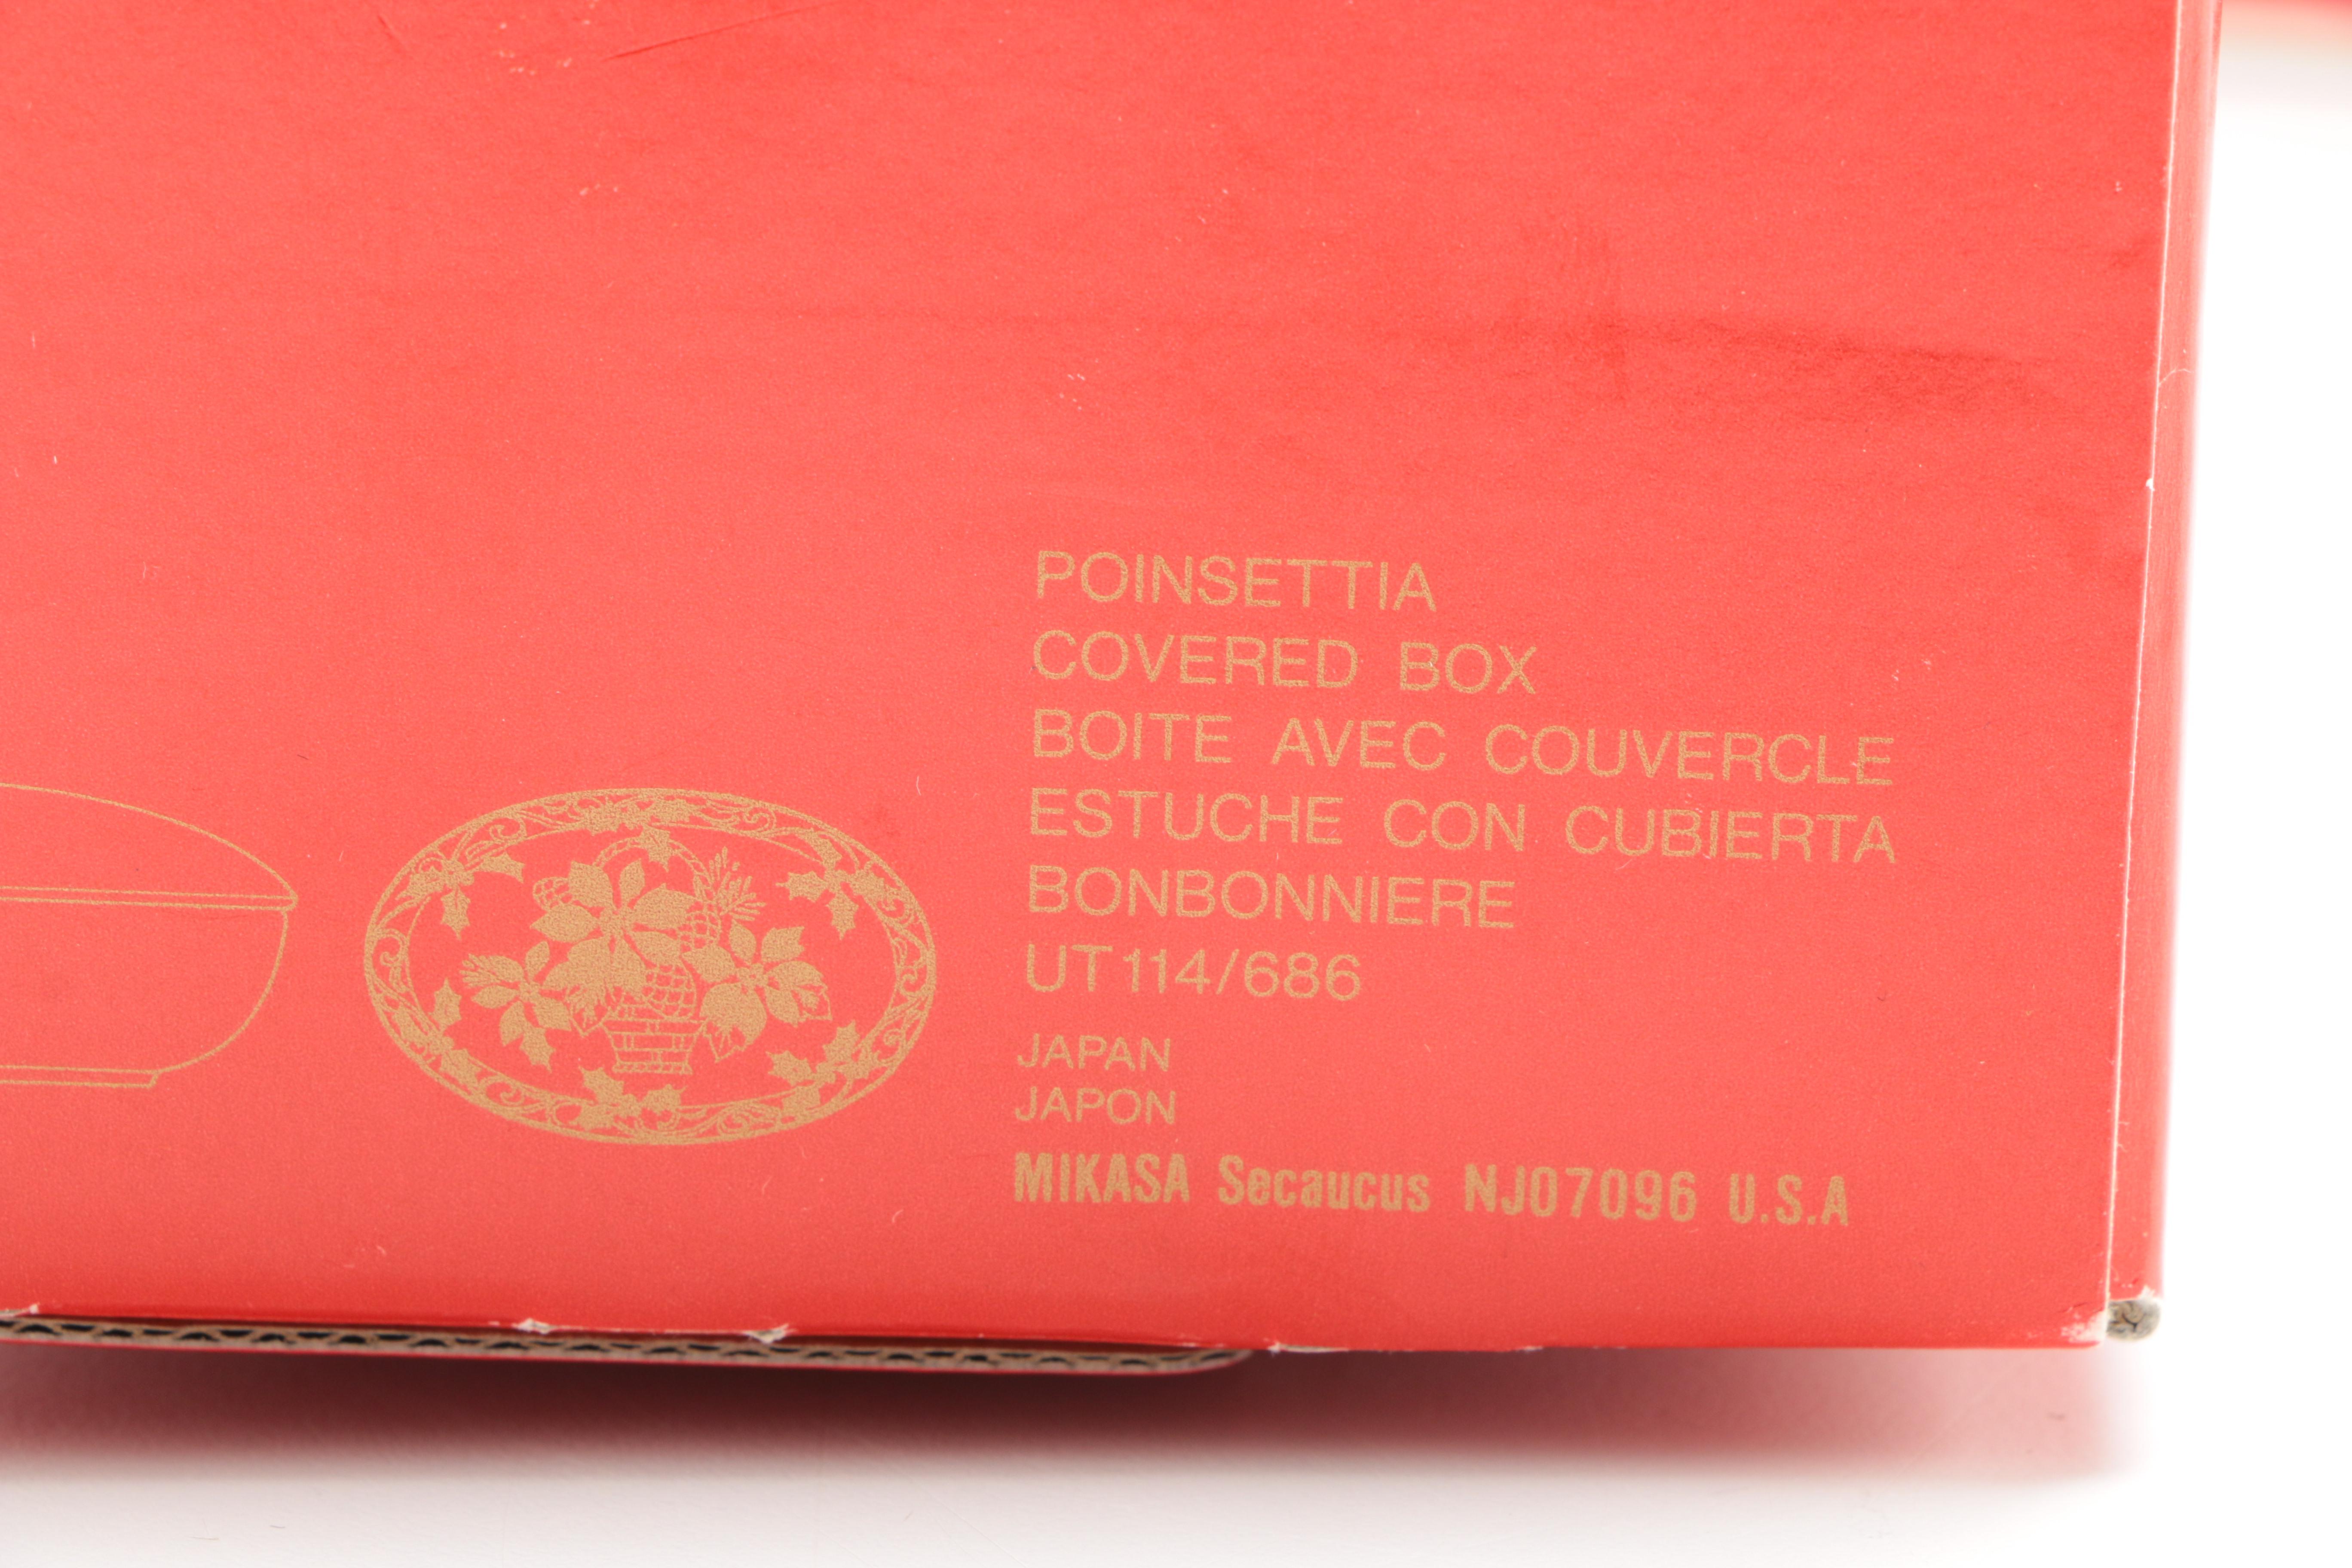 POINSETTIA
COVERED BOX
BOITE AVEC COUVERCLE
ESTUCHE CON CUBIERTA
BONBONNIERE
UT114/686
JAPAN
JAPON
MIKASA Secaucus NJ07096 U.S.A